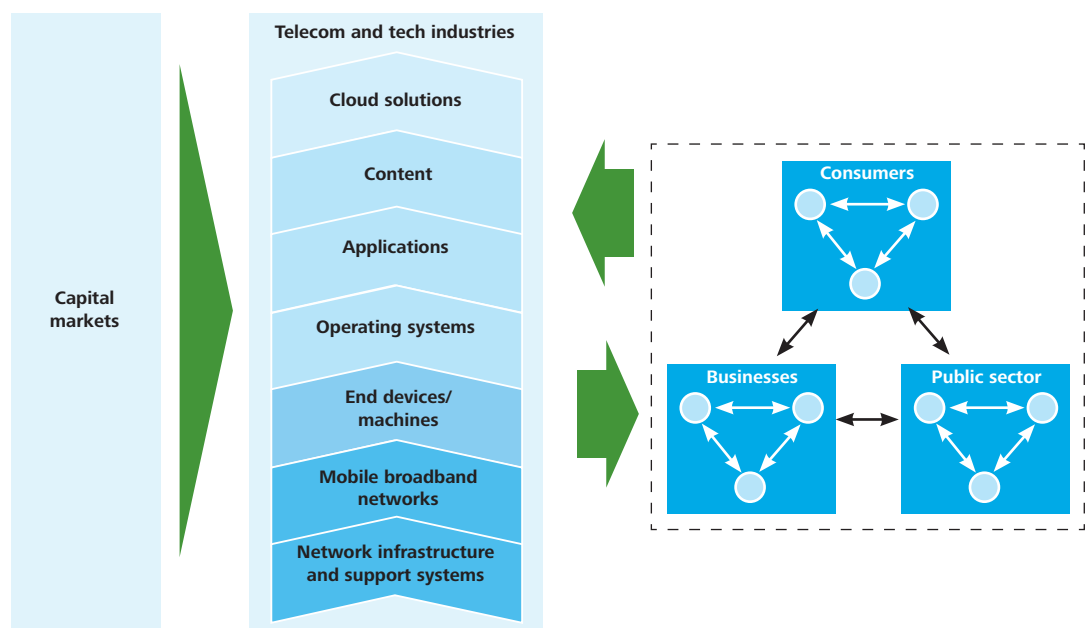 Capital
markets
Telecom and tech industries
Cloud solutions
Content
Applications
Operating systems
End devices/
machines
Mobile broadband
networks
Network infrastructure
and support systems
Consumers
Businesses
Public sector